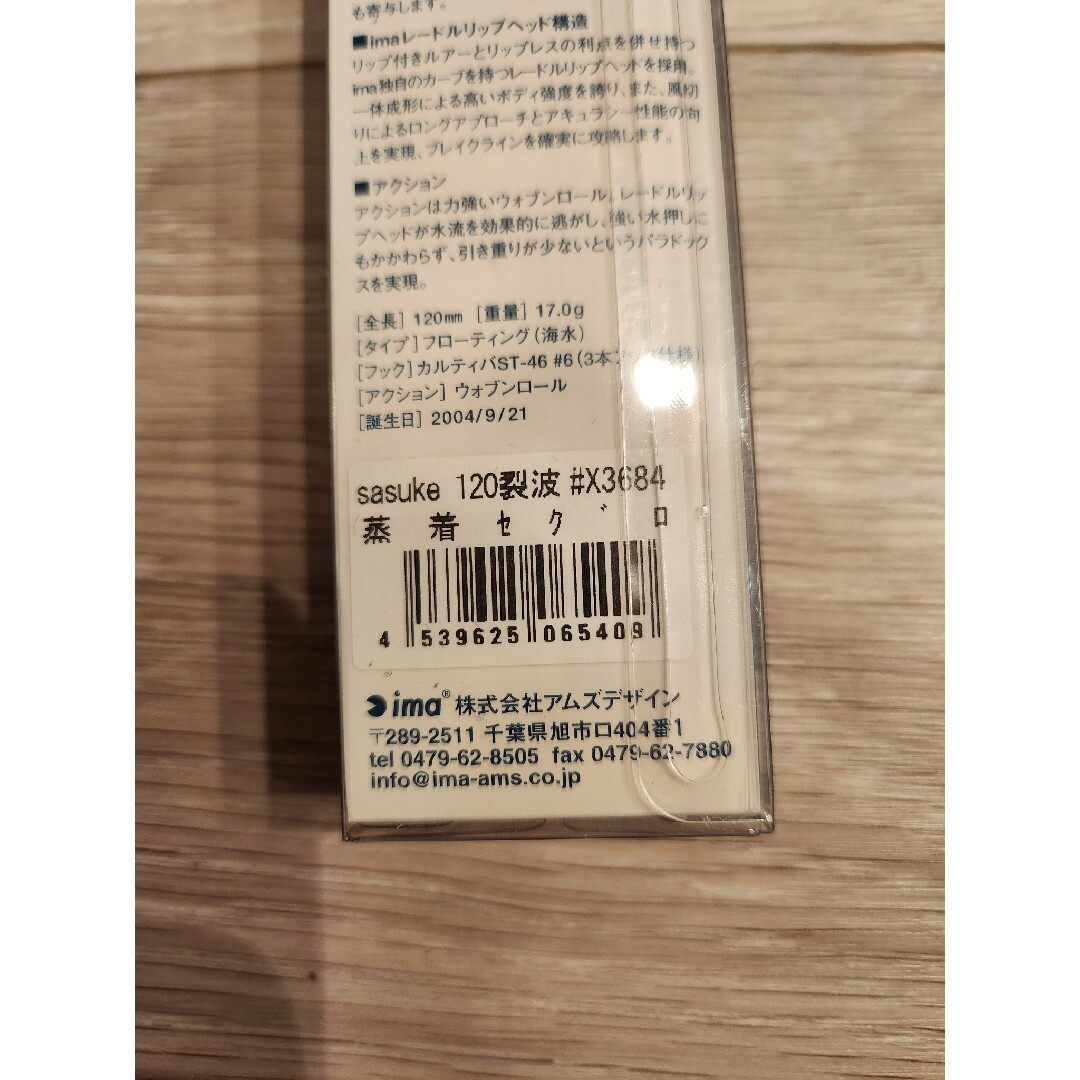 も寄与します。
■imaレードルリップヘッド構造
リップ付きルアーとリップレスの利点を併せ持つ
ima独自のカーブを持つレードルリップヘッドを採用。
一体成形による高いボディ強度を誇り、また、風切
りによるロングアプローチとアキュラシー性能の向
上を実現、ブレイクラインを確実に攻略します。
■アクション
アクションは力強いウォブンロール。レードルリッ
プヘッドが水流を効果的に逃がし、強い水押しに
もかかわらず、引き重りが少ないというパラドック
スを実現。
[全長] 120mm [重量] 17.0g
[タイプ] フローティング(海水)
[フック] カルティバST-46 #6(3本 仕様)
[アクション] ウォブンロール
[誕生日] 2004/9/21
sasuke 120裂波 #X3684
蒸着セグロ
4 539625 065409
ima® 株式会社アムズデザイン
〒289-2511 千葉県旭市ロ404番1
tel 0479-62-8505 fax 0479-62-7880
info@ima-ams.co.jp